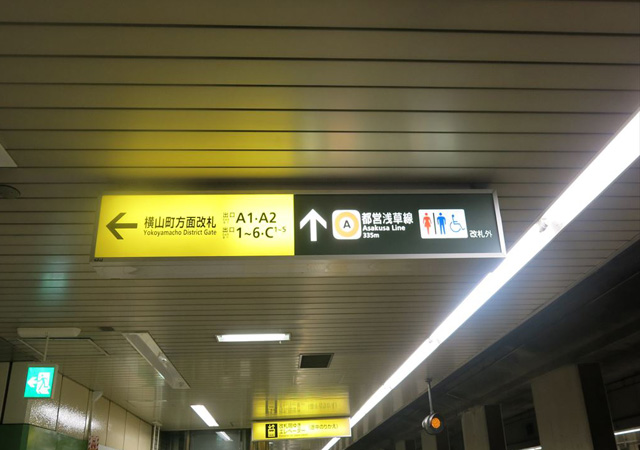 横山町方面改札
Yokoyamacho District Gate
出口 A1·A2
出口 1~6·C1~5
A
都営浅草線
Asakusa Line
335m
改札外